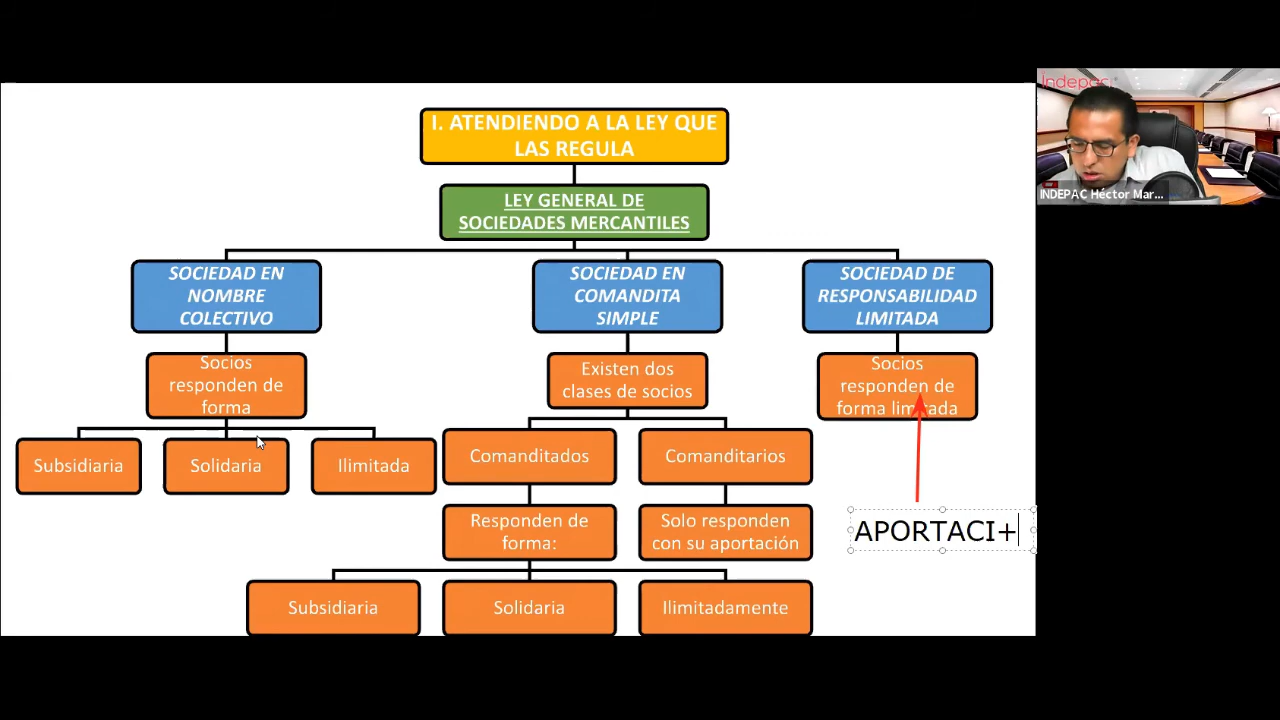 I. ATENDIENDO A LA LEY QUE
LAS REGULA
LEY GENERAL DE
SOCIEDADES MERCANTILES
SOCIEDAD EN
NOMBRE
COLECTIVO
Socios
responden de
forma
Subsidiaria
Solidaria
Ilimitada
SOCIEDAD EN
COMANDITA
SIMPLE
Existen dos
clases de socios
Comanditados
Responden de
forma:
Subsidiaria
Solidaria
Ilimitadamente
Comanditarios
Solo responden
con su aportación
SOCIEDAD DE
RESPONSABILIDAD
LIMITADA
Socios
responden de
forma limitada
APORTACI+
Indepac
INDEPAC Héctor Mar...